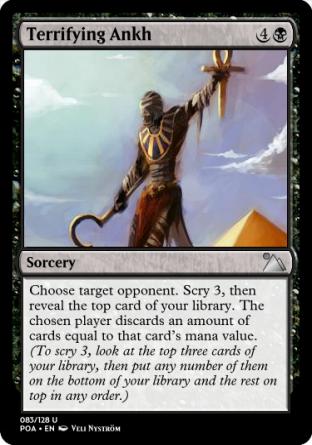 Terrifying Ankh 4
Sorcery
Choose target opponent. Scry 3, then
reveal the top card of your library. The
chosen player discards an amount of
cards equal to that card's mana value.
(To scry 3, look at the top three cards of
your library, then put any number of them
on the bottom of your library and the rest on
top in any order.)
083/128 U
POA • EN Veli Nyström